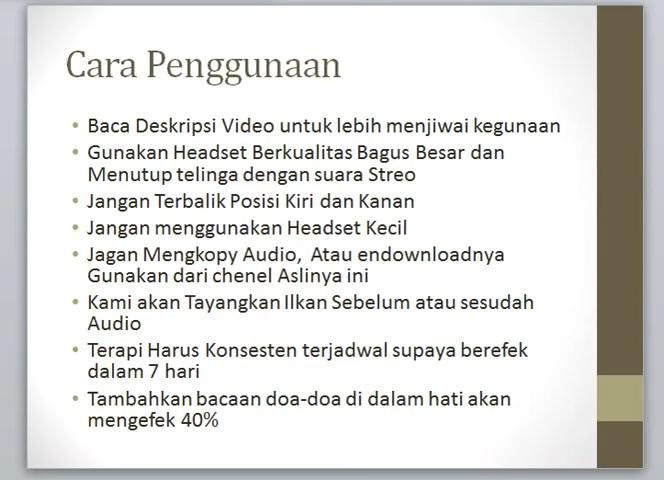 Cara Penggunaan
• Baca Deskripsi Video untuk lebih menjiwai kegunaan
• Gunakan Headset Berkualitas Bagus Besar dan
Menutup telinga dengan suara Streo
• Jangan Terbalik Posisi Kiri dan Kanan
• Jangan menggunakan Headset Kecil
• Jagan Mengkopy Audio, Atau endownloadnya
Gunakan dari chenel Aslinya ini
• Kami akan Tayangkan Ilkan Sebelum atau sesudah
Audio
• Terapi Harus Konsesten terjadwal supaya berefek
dalam 7 hari
• Tambahkan bacaan doa-doa di dalam hati akan
mengefek 40%